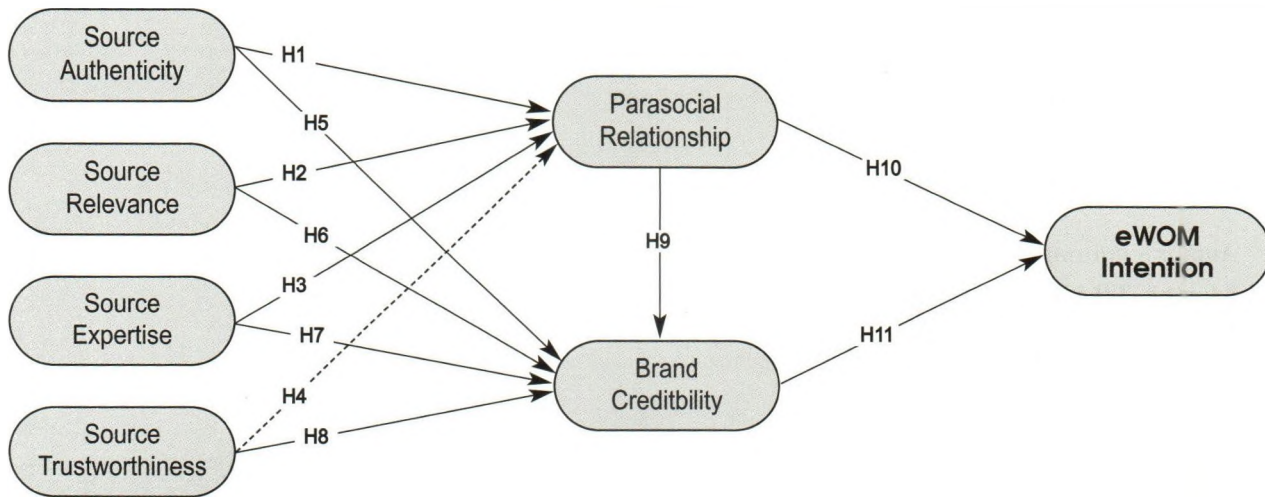 Source
Authenticity
Source
Relevance
Source
Expertise
Source
Trustworthiness
H1
H5
H2
H6
H3
H7
H4
H8
Parasocial
Relationship
H9
Brand
Creditbility
H10
H11
eWOM
Intention